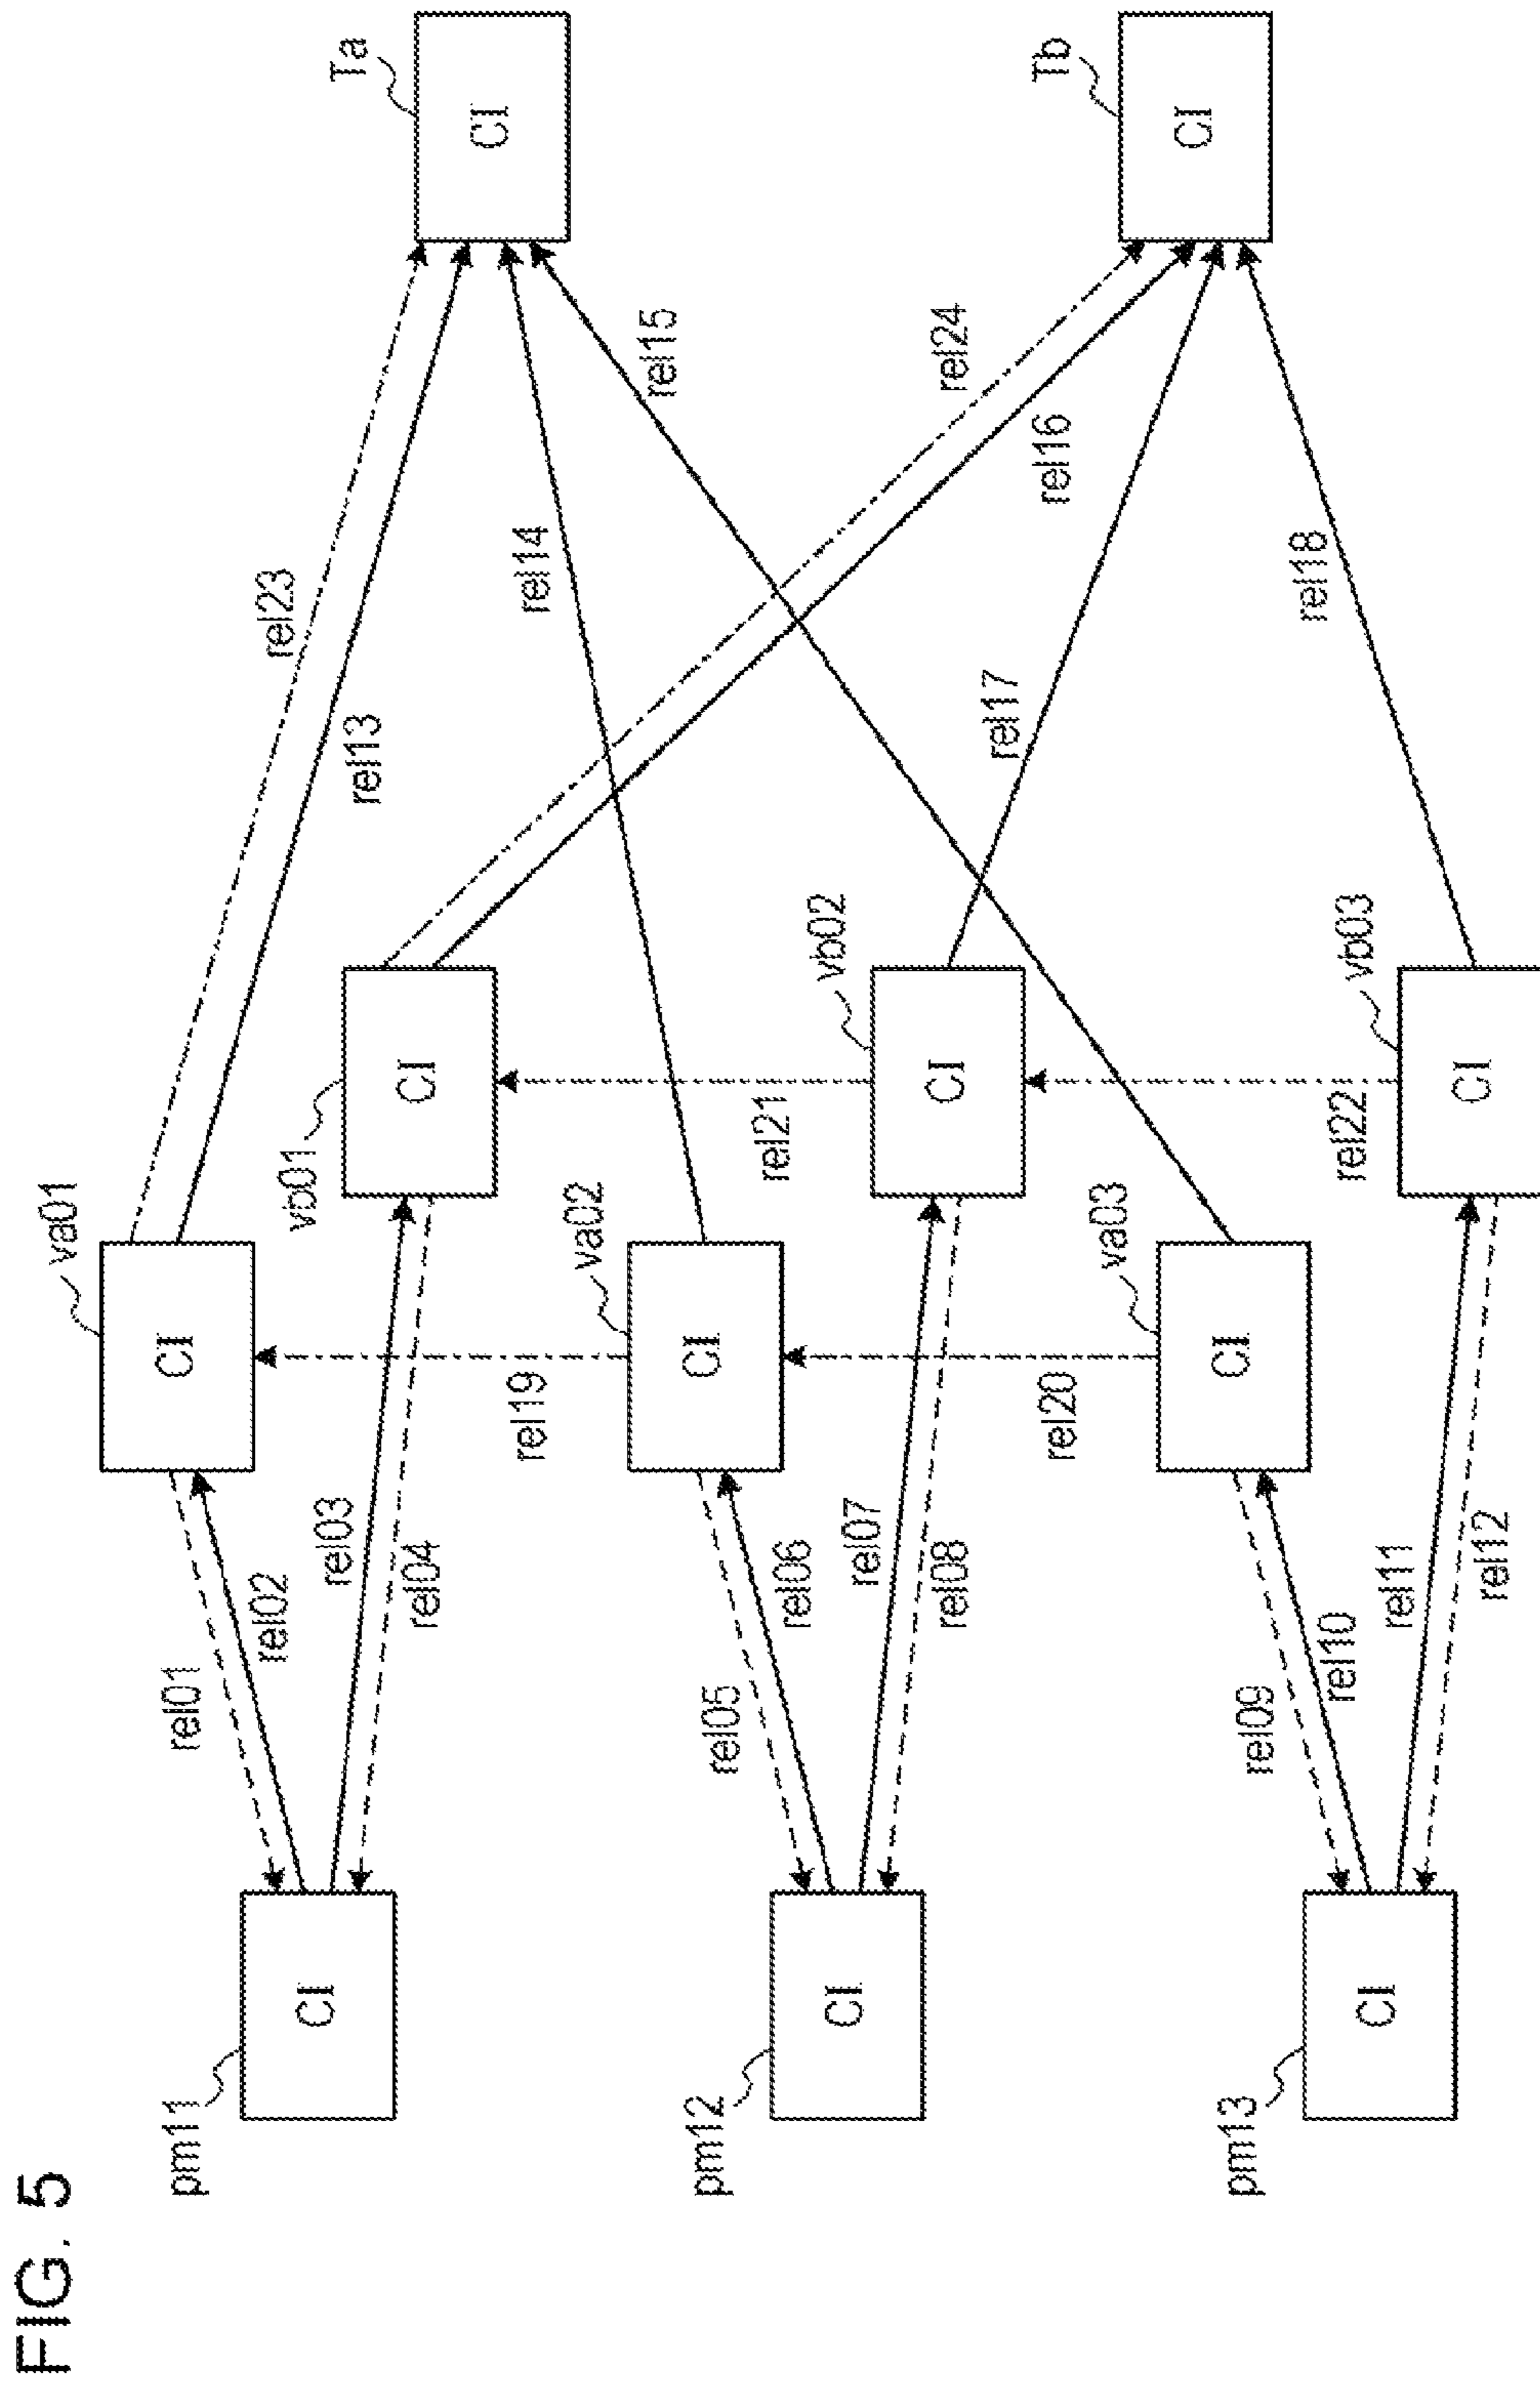 FIG. 5
pm11
CI
pm12
CI
pm13
CI
rel01
rel02
rel03
rel04
rel05
rel06
rel07
rel08
rel09
rel10
rel11
rel12
va01
CI
vb01
CI
va02
CI
vb02
CI
va03
CI
vb03
CI
rel19
rel20
rel21
rel22
rel23
rel13
rel14
rel15
rel24
rel16
rel17
rel18
Ta
CI
Tb
CI